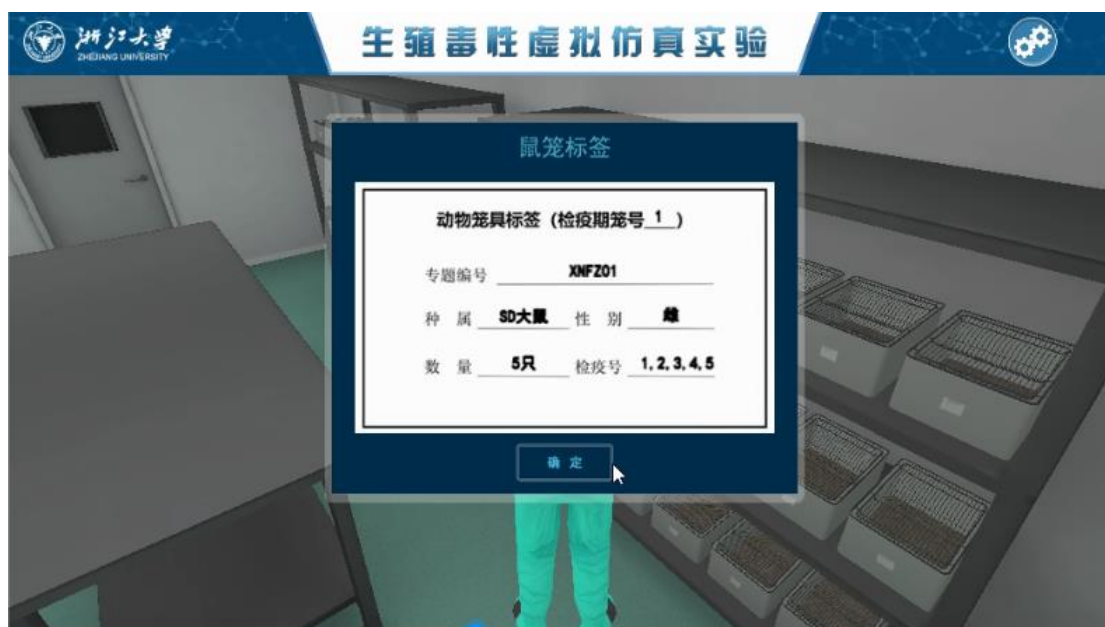 浙江大学
ZHEJIANG UNIVERSITY
生殖毒性虚拟仿真实验
鼠笼标签
动物笼具标签（检疫期笼号 1 ）
专题编号 XNFZ01
种 属 SD大鼠 性 别 雌
数 量 5只 检疫号 1,2,3,4,5
确 定